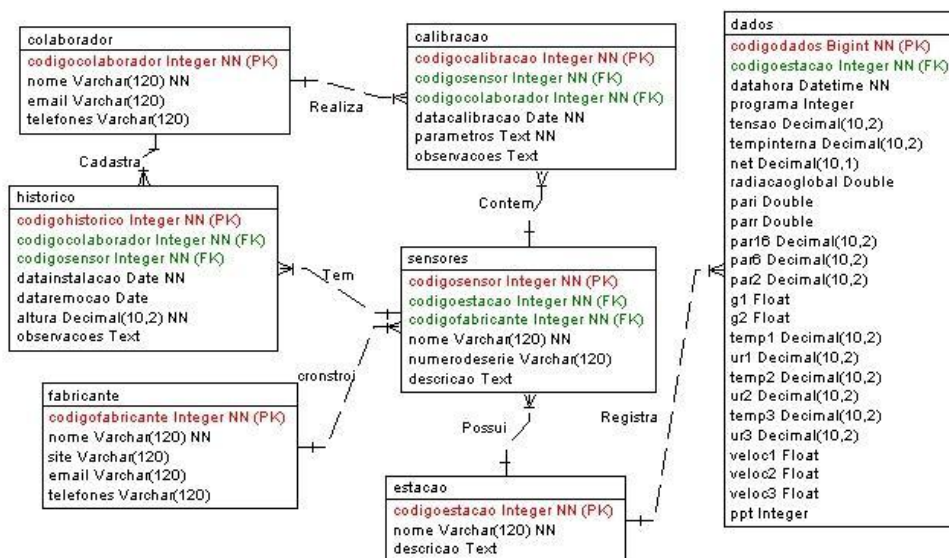 colaborador
codigocolaborador Integer NN (PK)
nome Varchar(120) NN
email Varchar(120)
telefones Varchar(120)
Realiza
calibracao
codigocalibracao Integer NN (PK)
codigosensor Integer NN (FK)
codigocolaborador Integer NN (FK)
datacalibracao Date NN
parametros Text NN
observacoes Text
Cadastra
historico
codigohistorico Integer NN (PK)
codigocolaborador Integer NN (FK)
codigosensor Integer NN (FK)
datainstalacao Date NN
dataremocao Date
altura Decimal(10,2) NN
observacoes Text
Contem
Tem
sensores
codigosensor Integer NN (PK)
codigoestacao Integer NN (FK)
codigofabricante Integer NN (FK)
nome Varchar(120) NN
numerodeserie Varchar(120)
descricao Text
cronstroi
fabricante
codigofabricante Integer NN (PK)
nome Varchar(120) NN
site Varchar(120)
email Varchar(120)
telefones Varchar(120)
Possui
Registra
estacao
codigoestacao Integer NN (PK)
nome Varchar(120) NN
descricao Text
dados
codigodados Bigint NN (PK)
codigoestacao Integer NN (FK)
datahora Datetime NN
programa Integer
tensao Decimal(10,2)
tempinterna Decimal(10,2)
net Decimal(10,1)
radiacaoglobal Double
pari Double
parr Double
par16 Decimal(10,2)
par6 Decimal(10,2)
par2 Decimal(10,2)
g1 Float
g2 Float
temp1 Decimal(10,2)
ur1 Decimal(10,2)
temp2 Decimal(10,2)
ur2 Decimal(10,2)
temp3 Decimal(10,2)
ur3 Decimal(10,2)
veloc1 Float
veloc2 Float
veloc3 Float
ppt Integer